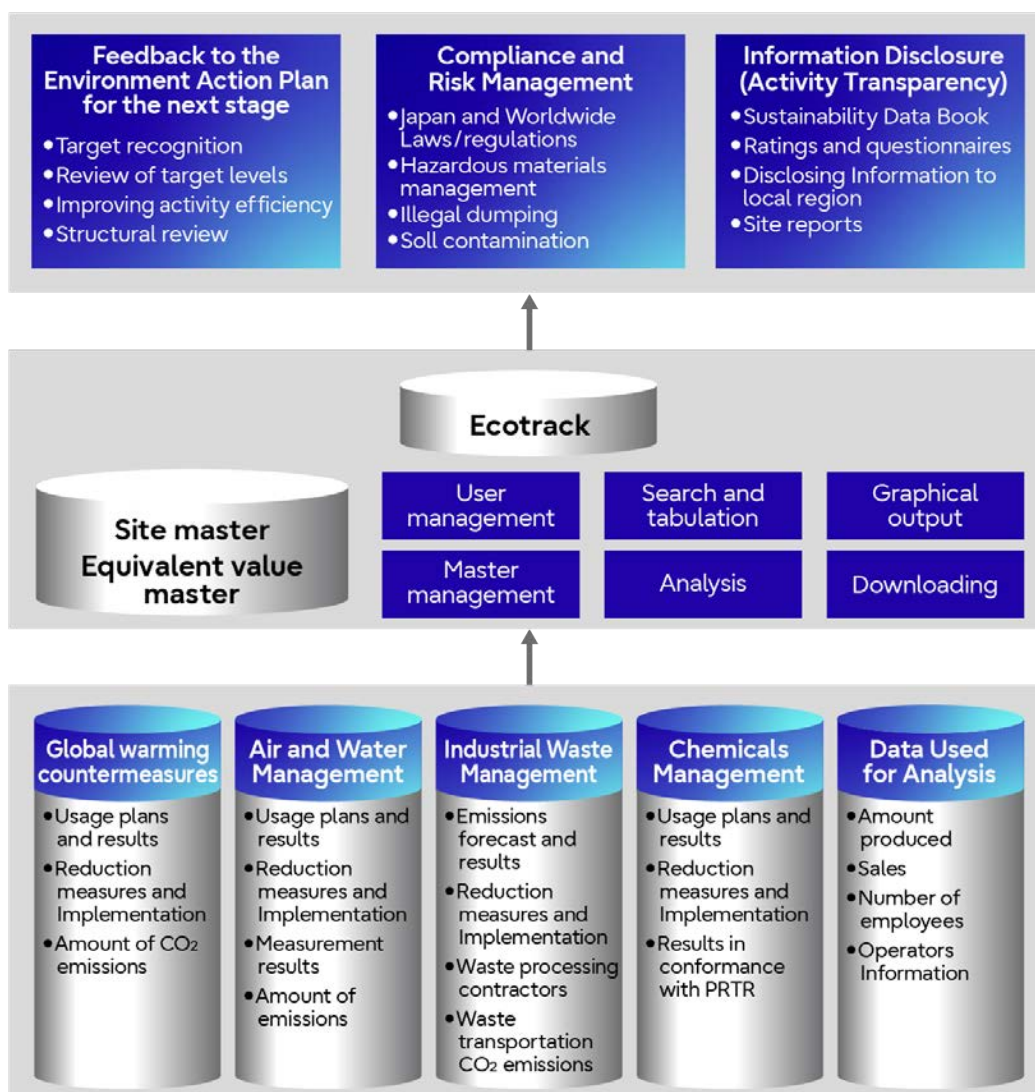 Feedback to the
Environment Action Plan
for the next stage
•Target recognition
•Review of target levels
•Improving activity efficiency
•Structural review
Compliance and
Risk Management
•Japan and Worldwide
Laws/regulations
•Hazardous materials
management
•Illegal dumping
•Soll contamination
Information Disclosure
(Activity Transparency)
•Sustainability Data Book
•Ratings and questionnaires
•Disclosing Information to
local region
•Site reports
Ecotrack
Site master
Equivalent value
master
User
management
Search and
tabulation
Graphical
output
Master
management
Analysis
Downloading
Global warming
countermeasures
•Usage plans
and results
•Reduction
measures and
Implementation
•Amount of CO₂
emissions
Air and Water
Management
•Usage plans and
results
•Reduction
measures and
Implementation
•Measurement
results
•Amount of
emissions
Industrial Waste
Management
•Emissions
forecast and
results
•Reduction
measures and
Implementation
•Waste processing
contractors
•Waste
transportation
CO₂ emissions
Chemicals
Management
•Usage plans and
results
•Reduction
measures and
Implementation
•Results in
conformance
with PRTR
Data Used
for Analysis
•Amount
produced
•Sales
•Number of
employees
•Operators
Information